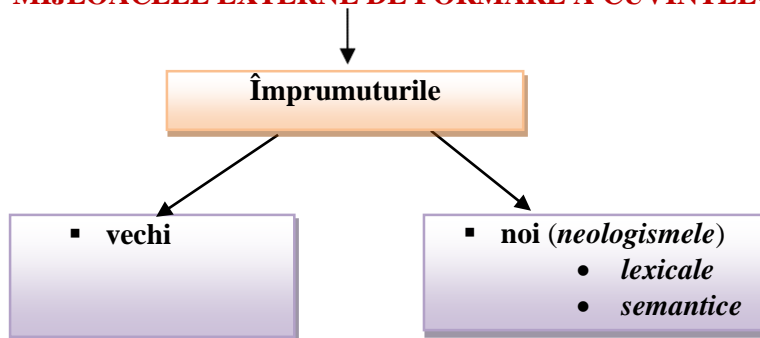 MIJLOACELE EXTERNE DE FORMARE A
Împrumuturile
▪ vechi
▪ noi (neologismele)
• lexicale
• semantice